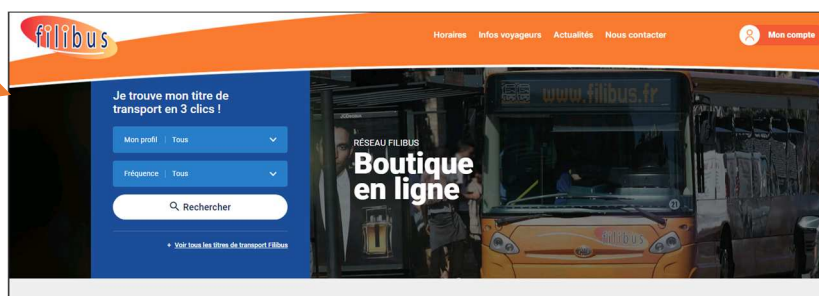 filibus
Horaires Infos voyageurs Actualités Nous contacter
Mon compte
Je trouve mon titre de
transport en 3 clics !
Mon profil | Tous
Fréquence | Tous
Rechercher
+ Voir tous les titres de transport Filibus
RÉSEAU FILIBUS
Boutique
en ligne
www.filibus.fr
JCDecaux
21
filibus